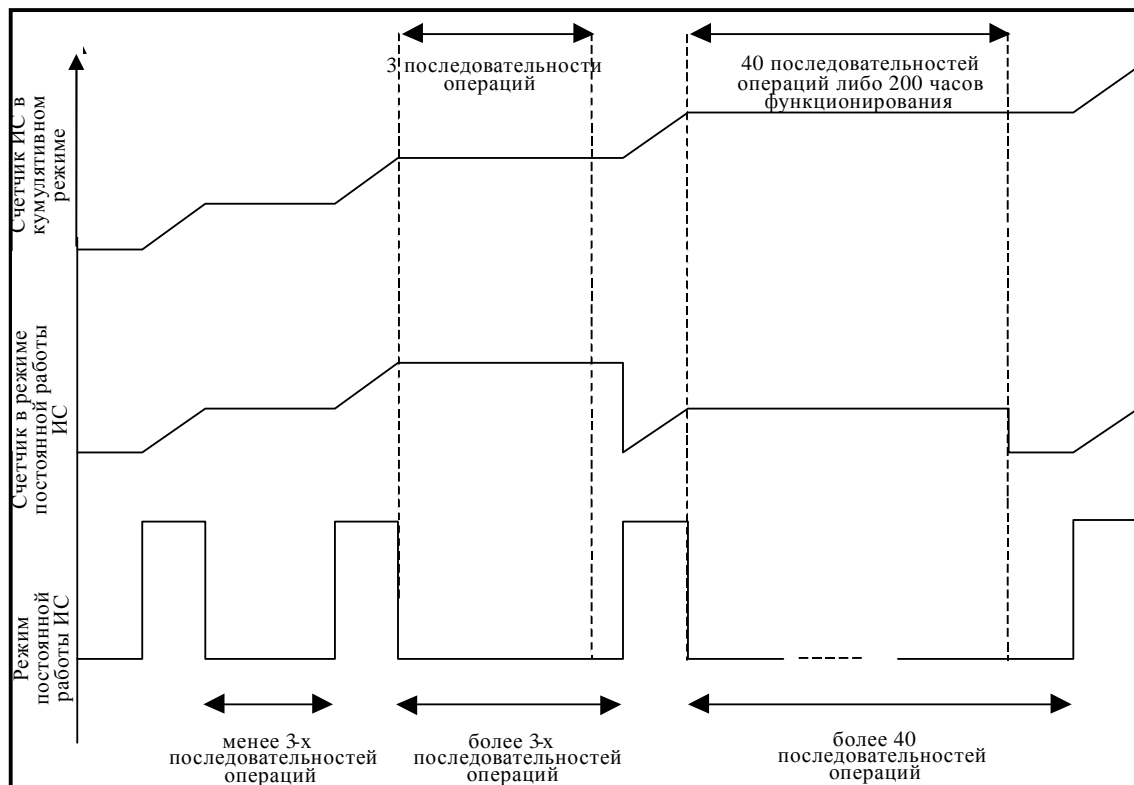 3 последовательности
операций
40 последовательностей
операций либо 200 часов
функционирования
Счетчик ИС в
кумулятивном
режиме
Счетчик в режиме
постоянной работы
ИС
Режим
постоянной
работы ИС
менее 3-х
последовательностей
операций
более 3-х
последовательностей
операций
более 40
последовательностей
операций